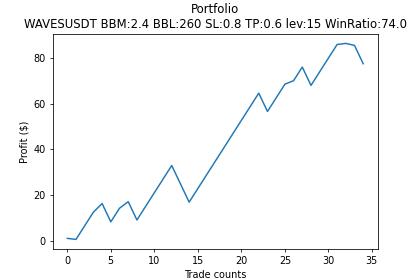 Portfolio
WAVESUSDT BBM:2.4 BBL:260 SL:0.8 TP:0.6 lev:15 WinRatio:74.0
80
60
40
20
0
Profit ($)
0 5 10 15 20 25 30 35
Trade counts